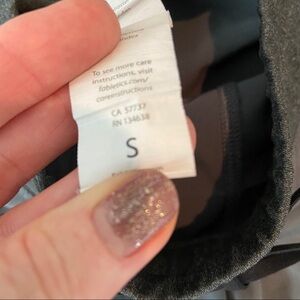 To see more care
instructions, visit
fabletics.com/
careinstructions
CA 57737
RN 134638
S